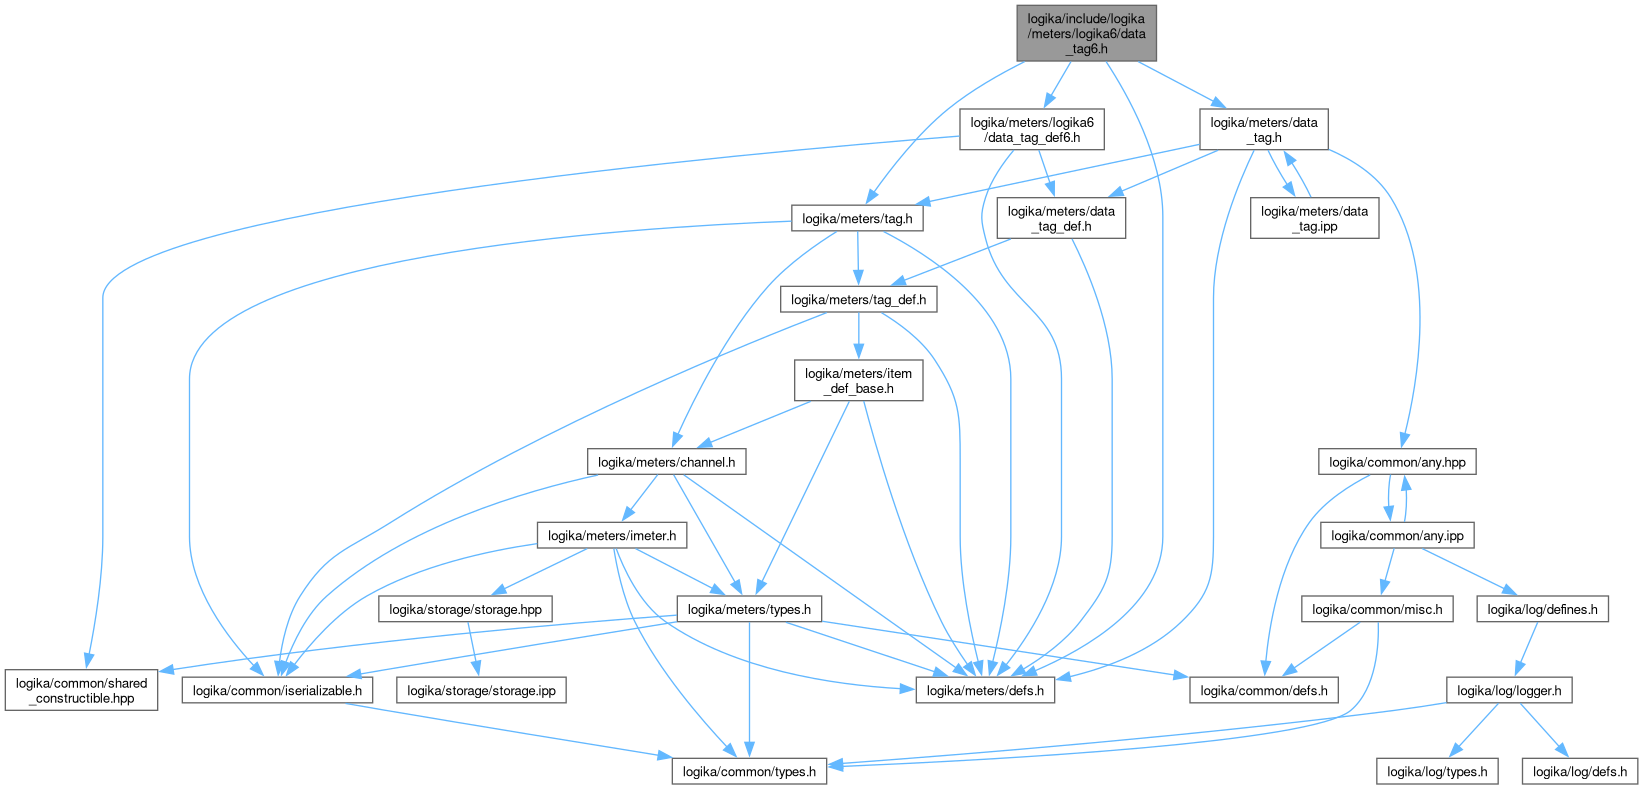 logika/include/logika
/meters/logika6/data
_tag6.h
logika/meters/logika6
/data_tag_def6.h
logika/meters/data
_tag.h
logika/meters/tag.h
logika/meters/data
_tag_def.h
logika/meters/data
_tag.ipp
logika/meters/tag_def.h
logika/meters/item
_def_base.h
logika/meters/channel.h
logika/common/any.hpp
logika/meters/imeter.h
logika/common/any.ipp
logika/storage/storage.hpp
logika/meters/types.h
logika/common/misc.h
logika/log/defines.h
logika/common/shared
_constructible.hpp
logika/common/iserializable.h
logika/storage/storage.ipp
logika/meters/defs.h
logika/common/defs.h
logika/log/logger.h
logika/common/types.h
logika/log/types.h
logika/log/defs.h